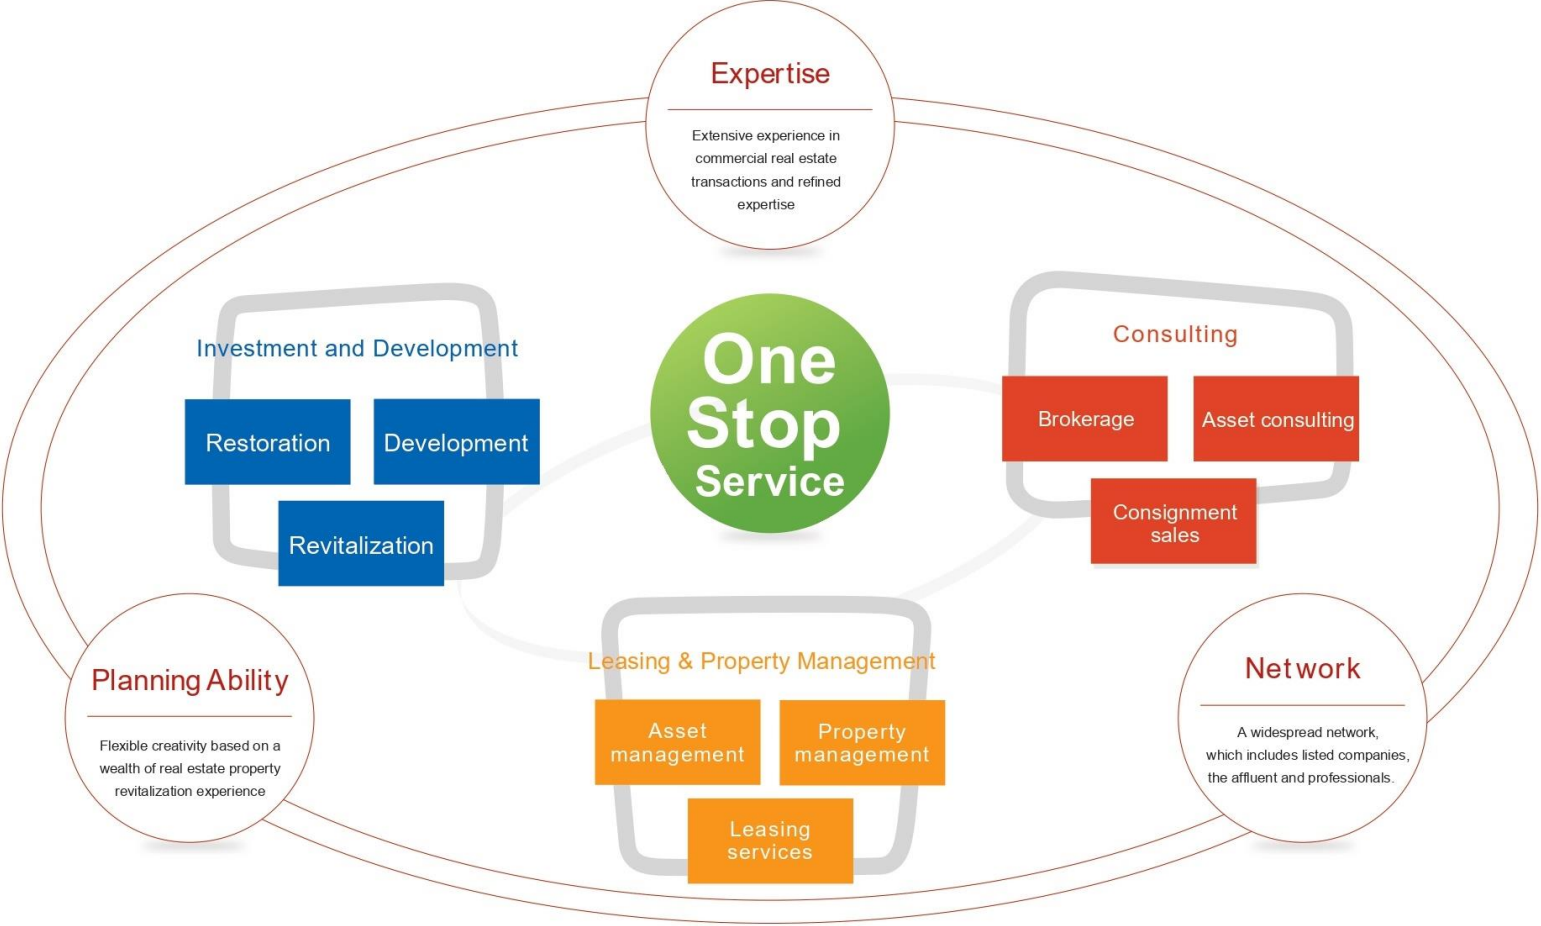 Expertise
Extensive experience in
commercial real estate
transactions and refined
expertise
Investment and Development
Restoration
Development
Revitalization
One
Stop
Service
Consulting
Brokerage
Asset consulting
Consignment
sales
Planning Ability
Flexible creativity based on a
wealth of real estate property
revitalization experience
Leasing & Property Management
Asset
management
Property
management
Leasing
services
Network
A widespread network,
which includes listed companies,
the affluent and professionals.